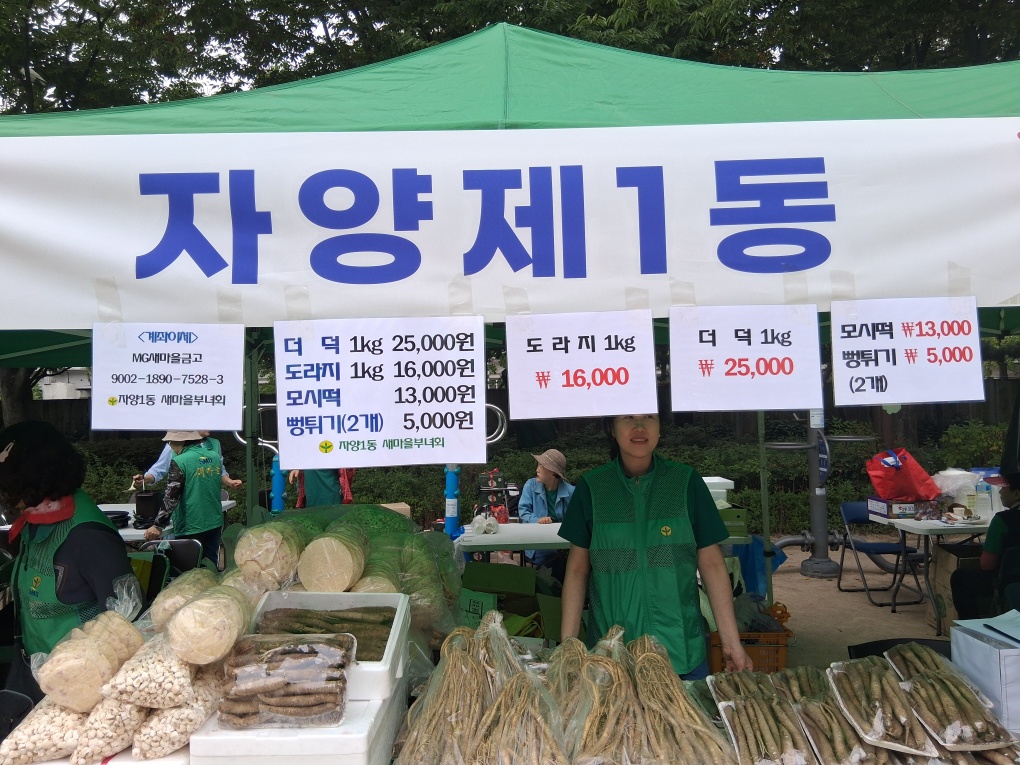 자양제1동
<계좌이체>
MG새마을금고
9002-1890-7528-3
자양1동 새마을부녀회
더 덕 1kg 25,000원
도라지 1kg 16,000원
모시떡 13,000원
뻥튀기(2개) 5,000원
자양1동 새마을부녀회
도 라 지 1kg
₩ 16,000
더 덕 1kg
₩ 25,000
모시떡 ₩13,000
뻥튀기 ₩ 5,000
(2개)